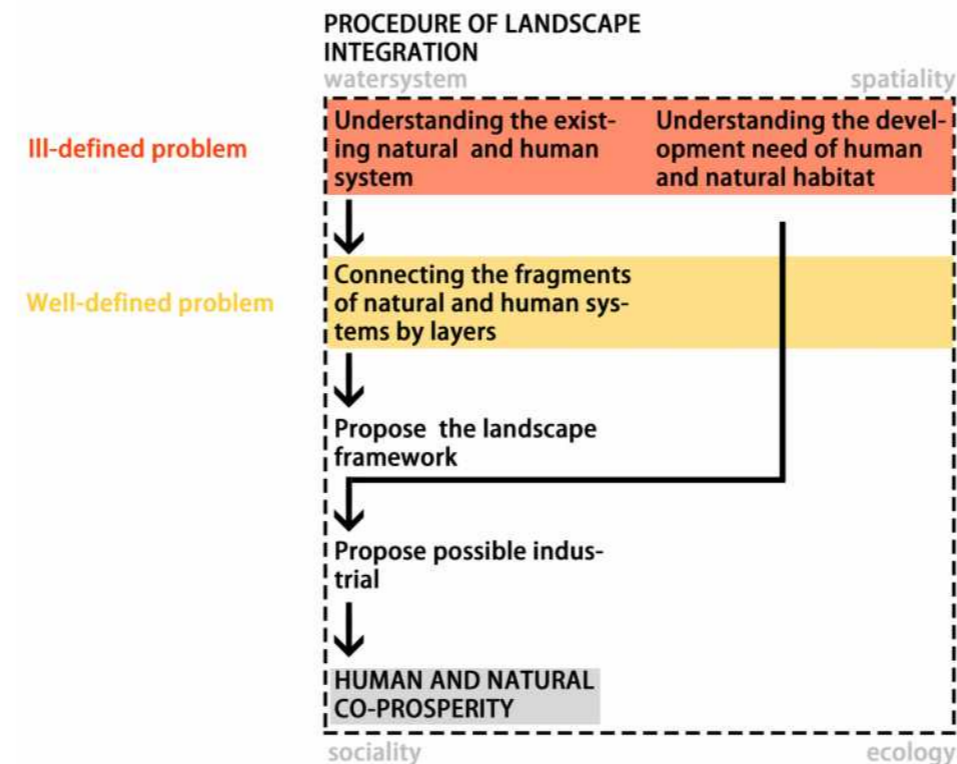 PROCEDURE OF LANDSCAPE
INTEGRATION
watersystem
spatiality
Ill-defined problem
Understanding the exist-
ing natural and human
system
Understanding the devel-
opment need of human
and natural habitat
Well-defined problem
Connecting the fragments
of natural and human sys-
tems by layers
Propose the landscape
framework
Propose possible indus-
trial
HUMAN AND NATURAL
CO-PROSPERITY
sociality
ecology